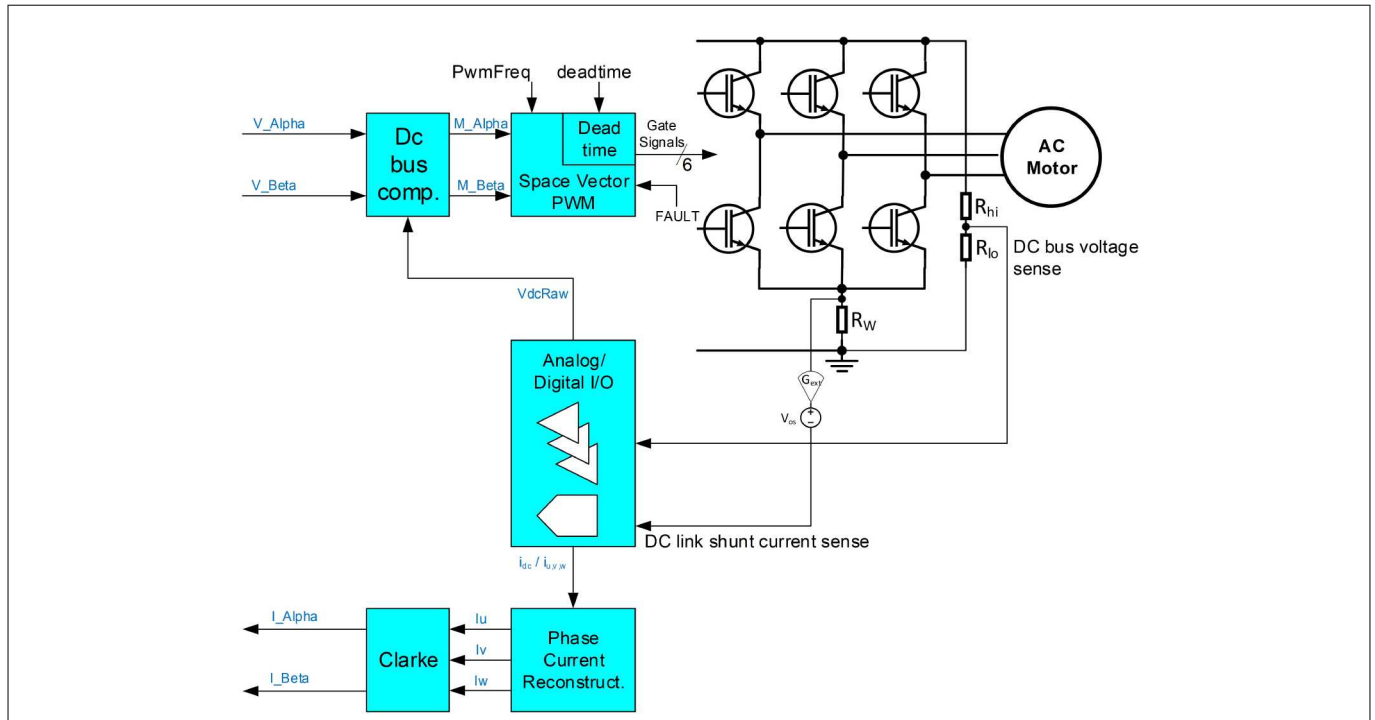 PwmFreq
deadtime
V_Alpha
V_Beta
Dc
bus
comp.
M_Alpha
M_Beta
Dead
time
Space Vector
PWM
Gate
Signals
6
FAULT
AC
Motor
Rhi
Rlo
DC bus voltage
sense
RW
VdcRaw
Analog/
Digital I/O
Gext
Vos
+
−
DC link shunt current sense
idc / iu,v,w
I_Alpha
I_Beta
Clarke
Iu
Iv
Iw
Phase
Current
Reconstruct.